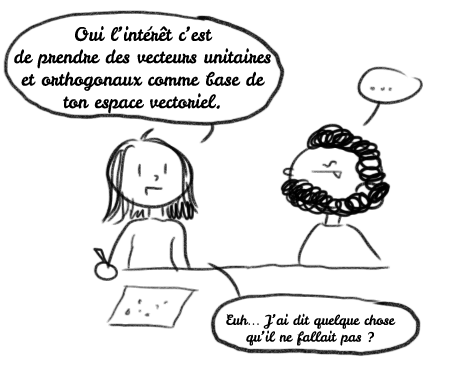 Oui l'intérêt c'est
de prendre des vecteurs unitaires
et orthogonaux comme base de
ton espace vectoriel.
...
Euh... J'ai dit quelque chose
qu'il ne fallait pas ?